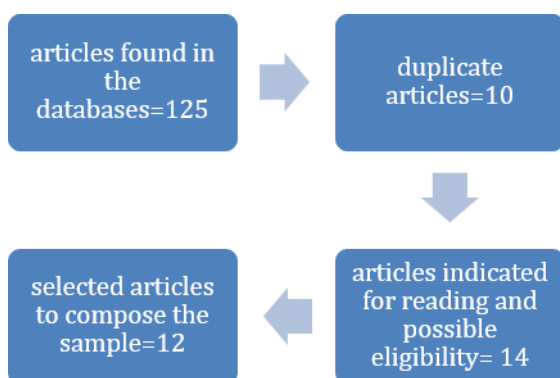 articles found in
the
databases=125
duplicate
articles=10
articles indicated
for reading and
possible
eligibility= 14
selected articles
to compose the
sample=12